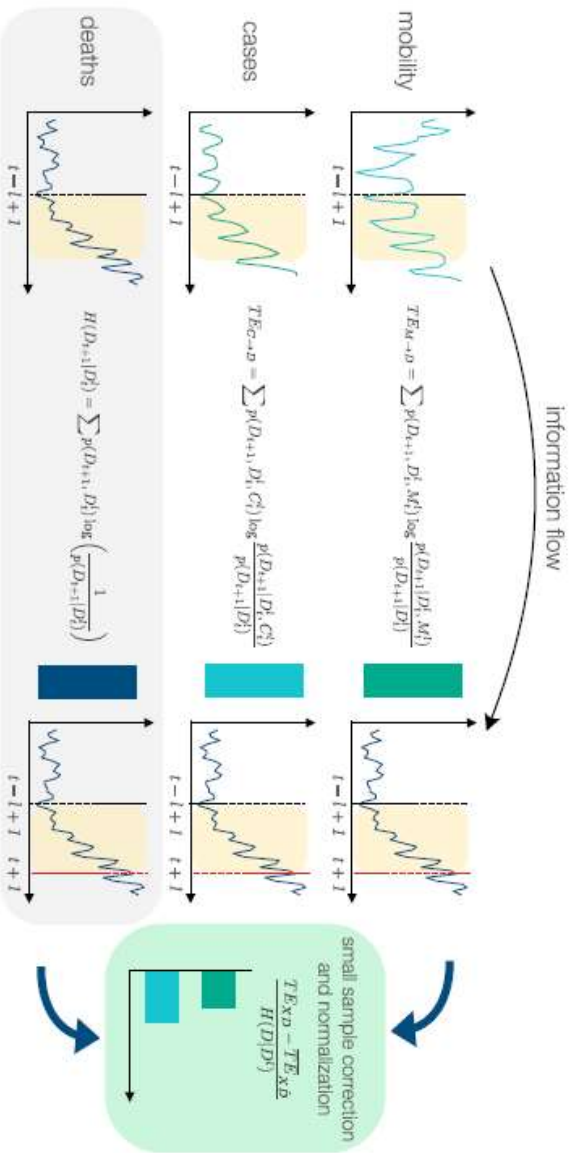 information flow
mobility
t − l + 1
TE_{M→D} = ∑ p(D_{t+1}, D_t^l, M_t^l) log p(D_{t+1}|D_t^l, M_t^l) / p(D_{t+1}|D_t^l)
t − l + 1
t + 1
cases
t − l + 1
TE_{C→D} = ∑ p(D_{t+1}, D_t^l, C_t^l) log p(D_{t+1}|D_t^l, C_t^l) / p(D_{t+1}|D_t^l)
t − l + 1
t + 1
deaths
t − l + 1
H(D_{t+1}|D_t^l) = ∑ p(D_{t+1}, D_t^l) log (1 / p(D_{t+1}|D_t^l))
t − l + 1
t + 1
small sample correction
and normalization
TE_{XD} − \overline{TE}_{X\hat{D}} / H(D|D^l)